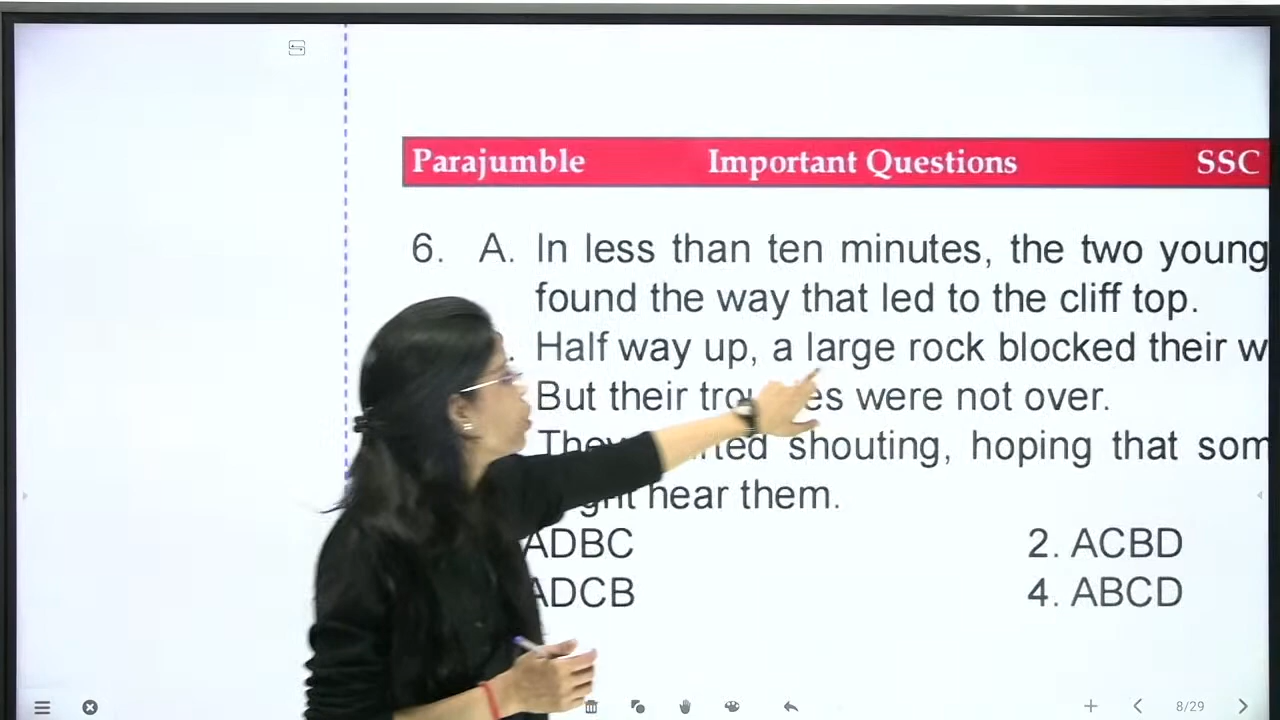 Parajumble Important Questions SSC
6. A. In less than ten minutes, the two young
found the way that led to the cliff top.
Half way up, a large rock blocked their
But their were not over.
shouting, hoping that
hear them.
ADBC 2. ACBD
ADCB 4. ABCD
8/29